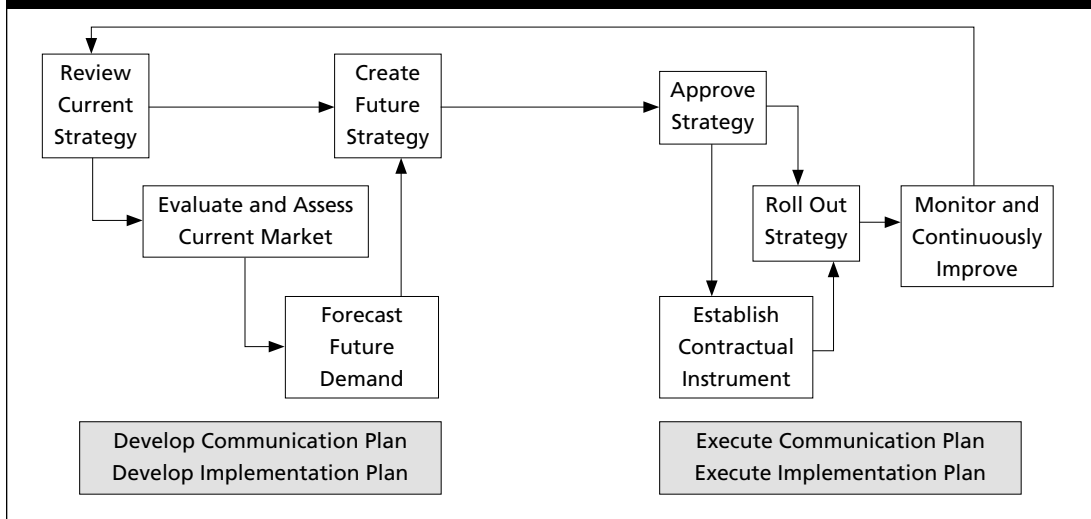 Review
Current
Strategy
Create
Future
Strategy
Approve
Strategy
Evaluate and Assess
Current Market
Roll Out
Strategy
Monitor and
Continuously
Improve
Forecast
Future
Demand
Establish
Contractual
Instrument
Develop Communication Plan
Develop Implementation Plan
Execute Communication Plan
Execute Implementation Plan